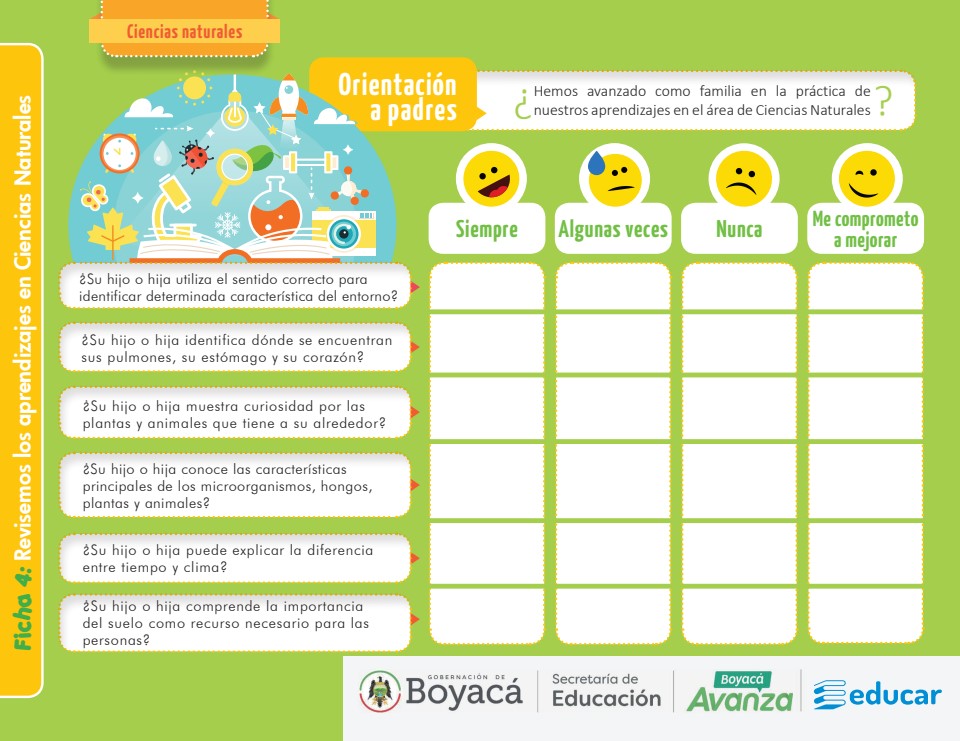 Ciencias naturales
Ficha 4: Revisemos los aprendizajes en Ciencias Naturales
Orientación
a padres
¿Hemos avanzado como familia en la práctica de
nuestros aprendizajes en el área de Ciencias Naturales?
Siempre
Algunas veces
Nunca
Me comprometo
a mejorar
¿Su hijo o hija utiliza el sentido correcto para
identificar determinada característica del entorno?
¿Su hijo o hija identifica dónde se encuentran
sus pulmones, su estómago y su corazón?
¿Su hijo o hija muestra curiosidad por las
plantas y animales que tiene a su alrededor?
¿Su hijo o hija conoce las características
principales de los microorganismos, hongos,
plantas y animales?
¿Su hijo o hija puede explicar la diferencia
entre tiempo y clima?
¿Su hijo o hija comprende la importancia
del suelo como recurso necesario para las
personas?
GOBERNACIÓN DE
Boyacá
Secretaría de
Educación
Boyacá
Avanza
educar